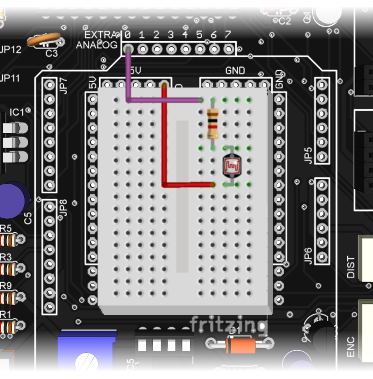 EXTRA
ANALOG 0 1 2 3 4 5 6 7
C2
JP12
C3
5V GND
JP11
JP7
5V
GND
IC1
JP5
C5
JP8
R5
JP6
R3
DIST
R9
R1
fritzing
ENC